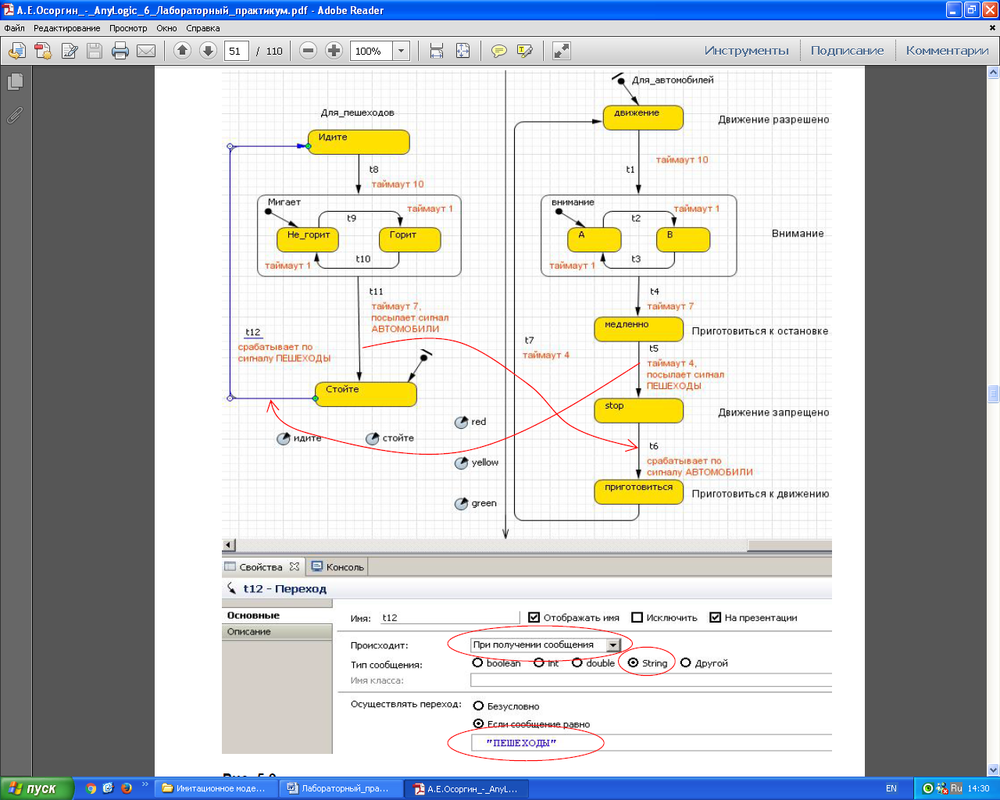 А.Е.Осоргин_-_AnyLogic_6_Лабораторный_практикум.pdf - Adobe Reader
Файл Редактирование Просмотр Окно Справка
51 / 110 100% Инструменты Подписание Комментарии
Для_автомобилей
Для_пешеходов
движение
Движение разрешено
Идите
t8
таймаут 10
t1
таймаут 10
Мигает
таймаут 1
t9
Не_горит
Горит
t10
таймаут 1
внимание
таймаут 1
t2
A
B
t3
таймаут 1
Внимание
t11
таймаут 7,
посылает сигнал
АВТОМОБИЛИ
t4
таймаут 7
медленно
Приготовиться к остановке
t12
срабатывает по
сигналу ПЕШЕХОДЫ
t7
таймаут 4
t5
таймаут 4,
посылает сигнал
ПЕШЕХОДЫ
Стойте
stop
Движение запрещено
идите
стойте
red
yellow
green
t6
срабатывает по
сигналу АВТОМОБИЛИ
приготовиться
Приготовиться к движению
Свойства Консоль
t12 - Переход
Основные
Описание
Имя: t12 Отображать имя Исключить На презентации
Происходит: При получении сообщения
Тип сообщения: boolean int double String Другой
Имя класса:
Осуществлять переход: Безусловно
Если сообщение равно
"ПЕШЕХОДЫ"
пуск
Имитационное моде...
Лабораторный_пра...
А.Е.Осоргин_-_AnyL...
EN
Ru
14:30